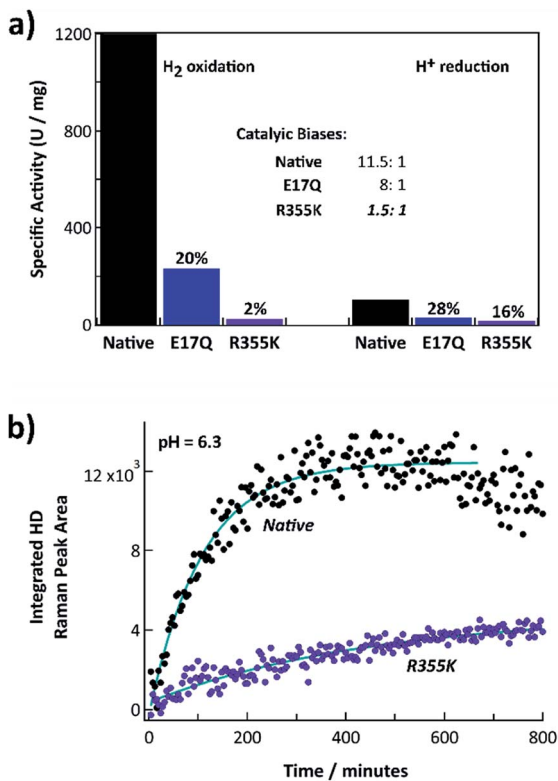 a)
1200
800
400
0
Specific Activity (U / mg)
H2 oxidation
H+ reduction
Catalyic Biases:
Native 11.5: 1
E17Q 8: 1
R355K 1.5: 1
20%
2%
28%
16%
Native E17Q R355K Native E17Q R355K
b)
pH = 6.3
12 x10³
8
4
0
Integrated HD
Raman Peak Area
Native
R355K
0 200 400 600 800
Time / minutes